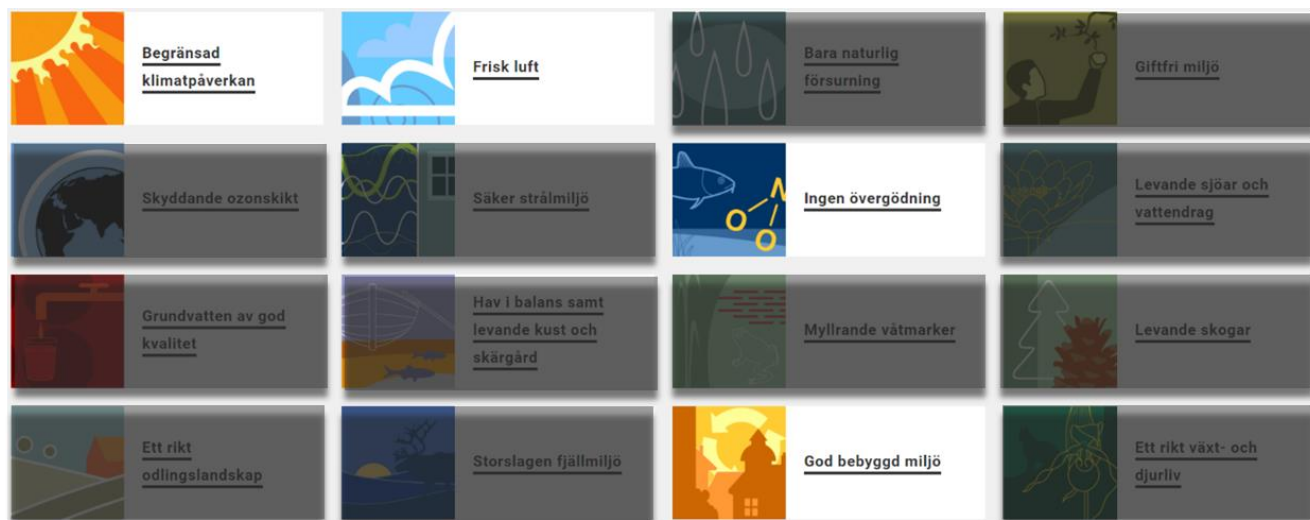 Begränsad
klimatpåverkan
Frisk luft
Bara naturlig
försurning
Giftfri miljö
Skyddande ozonskikt
Säker strålmiljö
Ingen övergödning
N
O
O
Levande sjöar och
vattendrag
Grundvatten av god
kvalitet
Hav i balans samt
levande kust och
skärgård
Myllrande våtmarker
Levande skogar
Ett rikt
odlingslandskap
Storslagen fjällmiljö
God bebyggd miljö
Ett rikt växt- och
djurliv